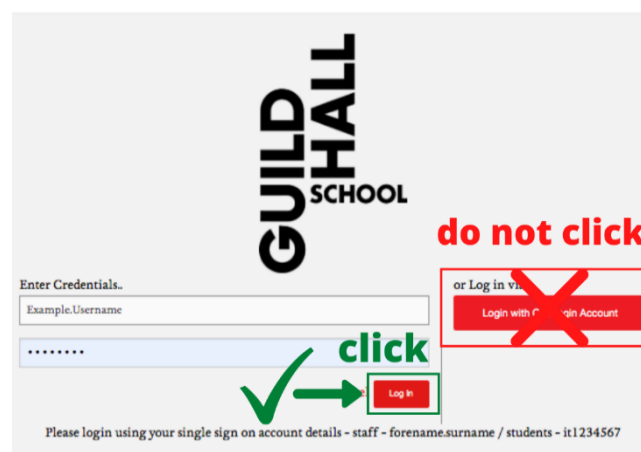 GUILD
HALL
SCHOOL
do not click
Enter Credentials..
Example.Username
click
Log In
or Log in
Login with Account
Please login using your single sign on account details - staff - forename.surname / students - it1234567